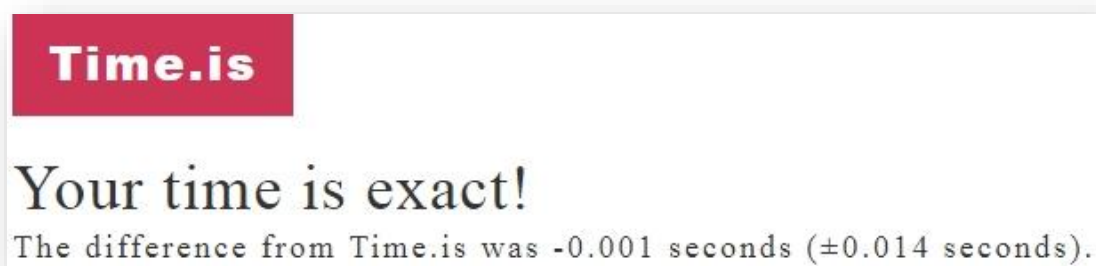 Time.is
Your time is exact!
The difference from Time.is was -0.001 seconds (±0.014 seconds).